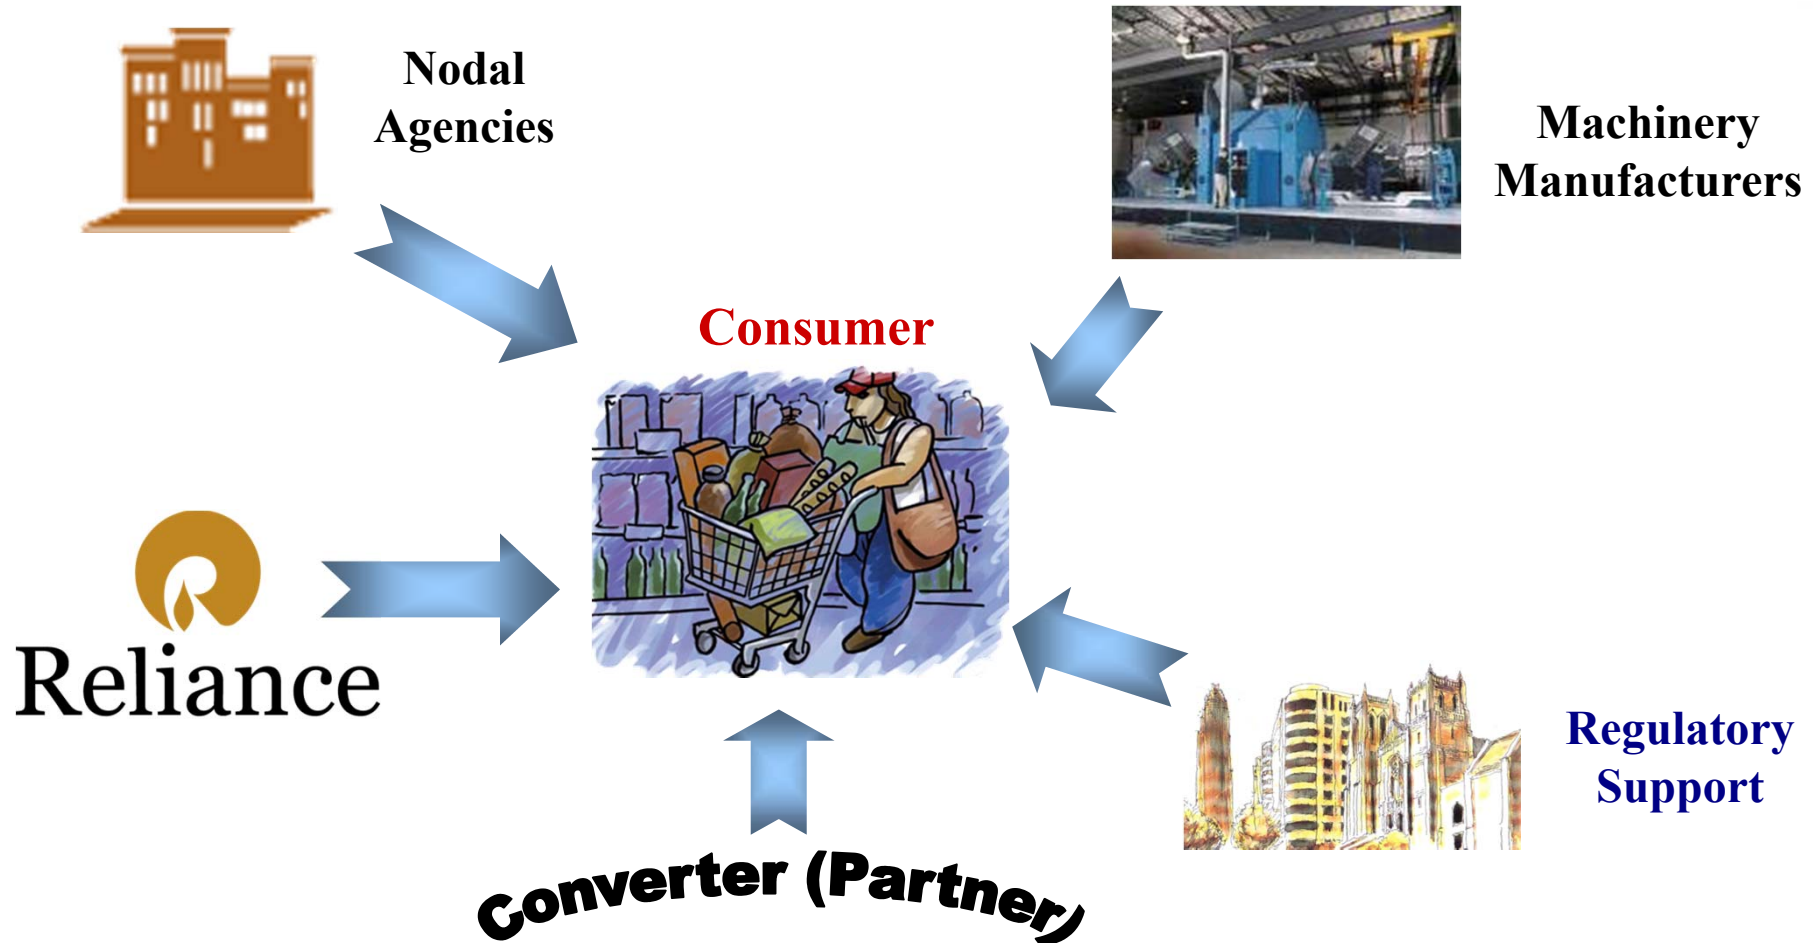 Nodal
Agencies
Machinery
Manufacturers
Consumer
Reliance
Regulatory
Support
Converter (Partner)